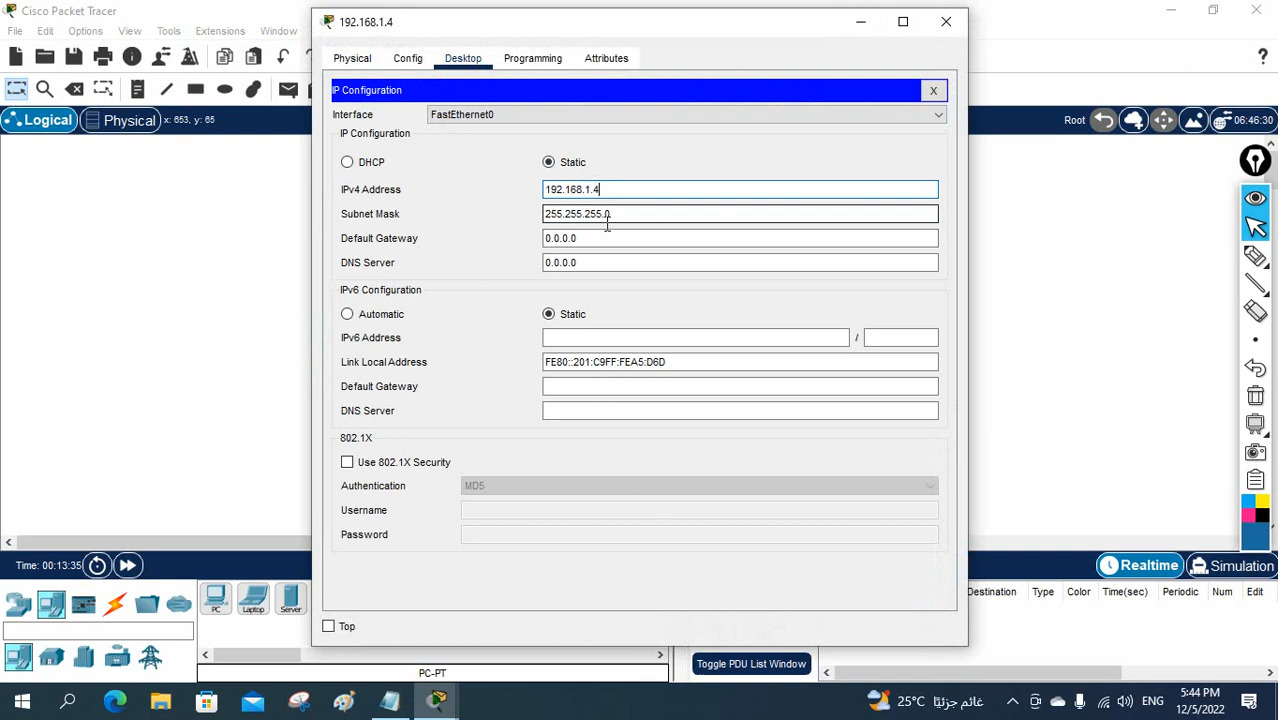 Cisco Packet Tracer
192.168.1.4
File Edit Options View Tools Extensions Window
Physical Config Desktop Programming Attributes
IP Configuration X
Logical Physical x: 653, y: 65
Root 06:46:30
Interface FastEthernet0
IP Configuration
DHCP Static
IPv4 Address 192.168.1.4
Subnet Mask 255.255.255.0
Default Gateway 0.0.0.0
DNS Server 0.0.0.0
IPv6 Configuration
Automatic Static
IPv6 Address /
Link Local Address FE80::201:C9FF:FEA5:D6D
Default Gateway
DNS Server
802.1X
Use 802.1X Security
Authentication MD5
Username
Password
Time: 00:13:35
Realtime Simulation
PC Laptop Server
Destination Type Color Time(sec) Periodic Num Edit
Top
Toggle PDU List Window
PC-PT
25°C غائم جزئيًا ENG 5:44 PM
12/5/2022